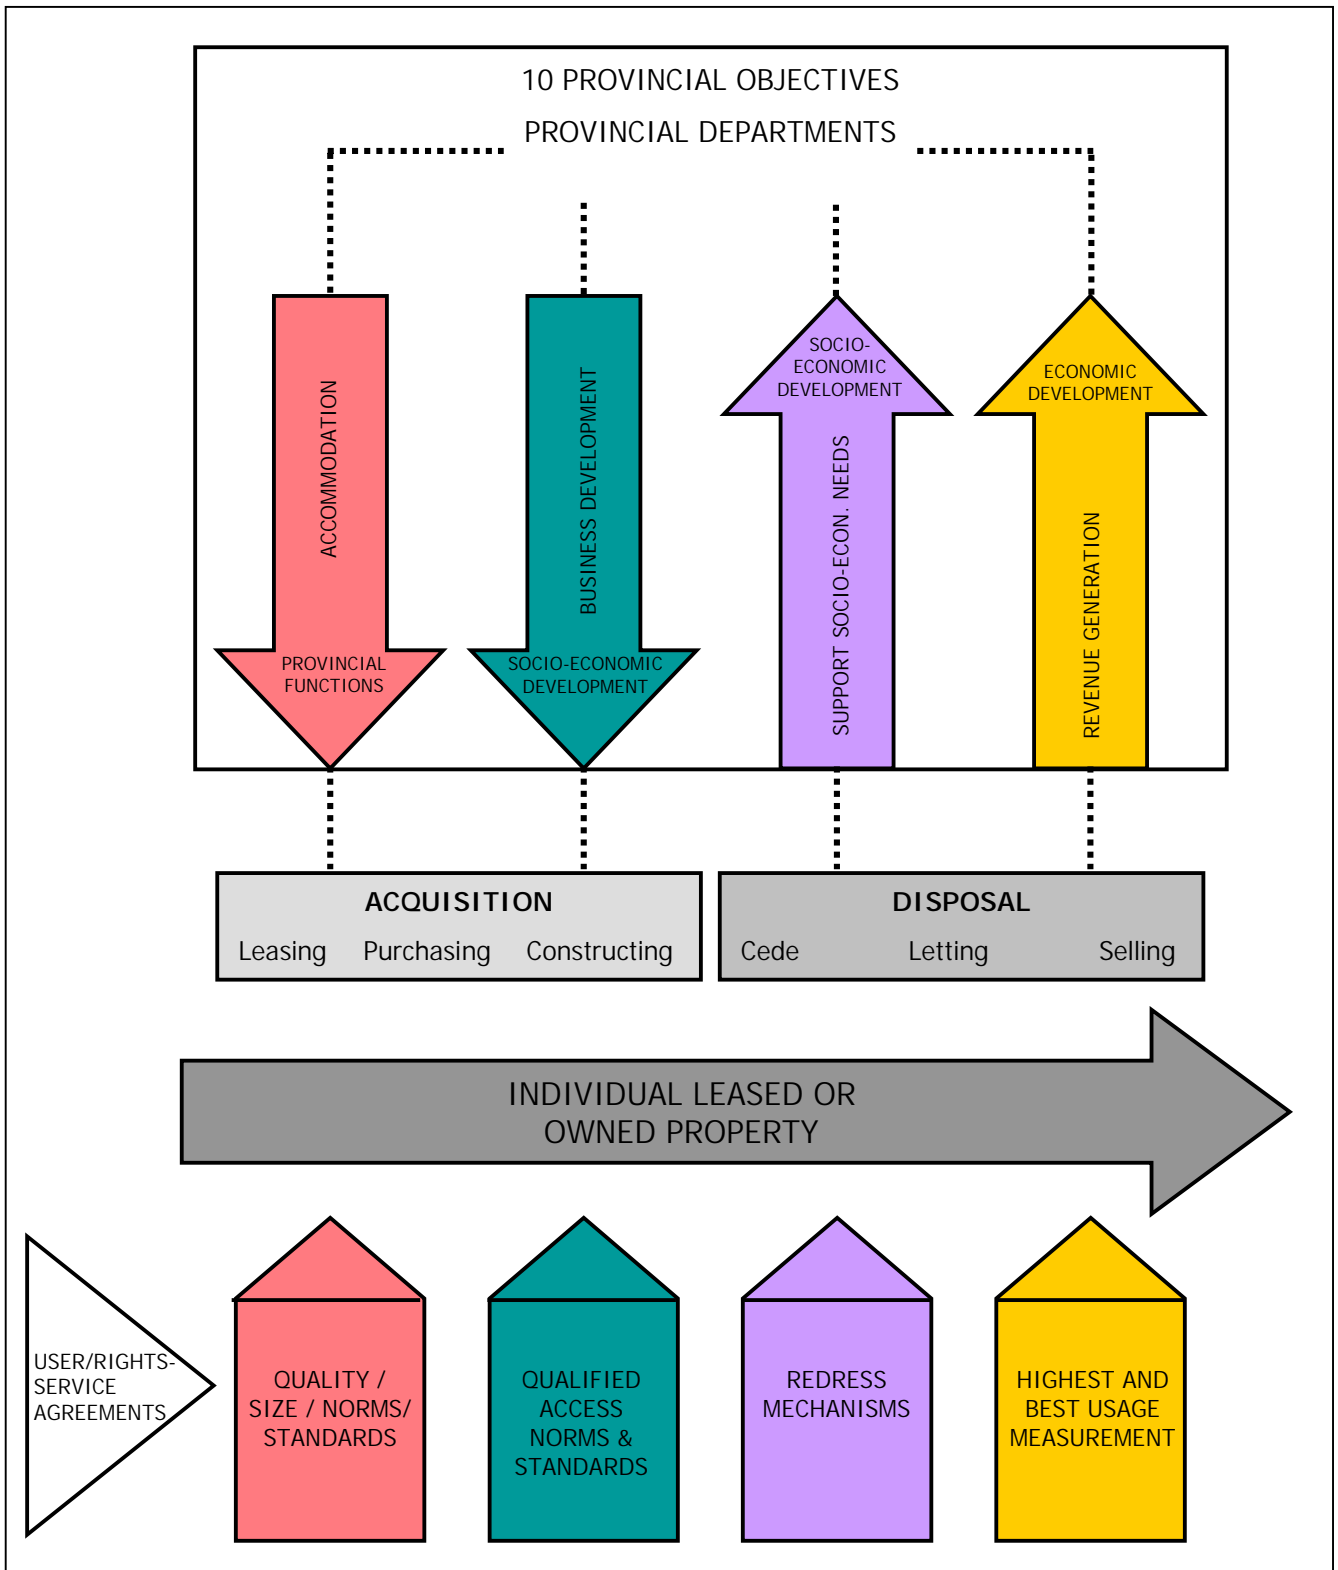 10 PROVINCIAL OBJECTIVES
PROVINCIAL DEPARTMENTS
ACCOMMODATION
PROVINCIAL
FUNCTIONS
BUSINESS DEVELOPMENT
SOCIO-ECONOMIC
DEVELOPMENT
SOCIO-
ECONOMIC
DEVELOPMENT
SUPPORT SOCIO-ECON. NEEDS
ECONOMIC
DEVELOPMENT
REVENUE GENERATION
ACQUISITION
Leasing Purchasing Constructing
DISPOSAL
Cede Letting Selling
INDIVIDUAL LEASED OR
OWNED PROPERTY
USER/RIGHTS-
SERVICE
AGREEMENTS
QUALITY /
SIZE / NORMS/
STANDARDS
QUALIFIED
ACCESS
NORMS &
STANDARDS
REDRESS
MECHANISMS
HIGHEST AND
BEST USAGE
MEASUREMENT